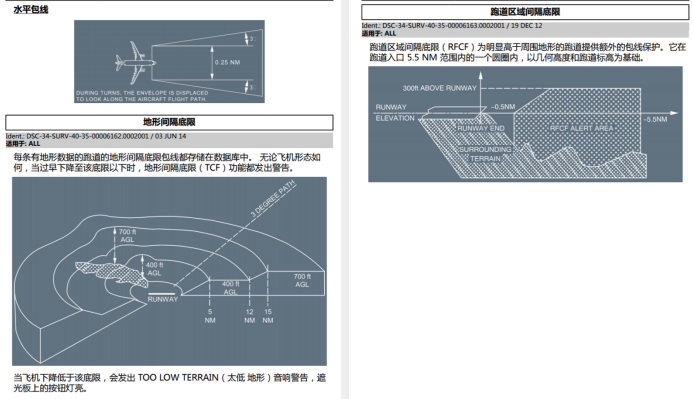 水平包线
3°
0.25 NM
3°
DURING TURNS, THE ENVELOPE IS DISPLACED
TO LOOK ALONG THE AIRCRAFT FLIGHT PATH.
地形间隔底限
Ident.: DSC-34-SURV-40-35-00006162.0002001 / 03 JUN 14
适用于: ALL
每条有地形数据的跑道的地形间隔底限包线都存储在数据库中。 无论飞机形态如
何，当过早下降至该底限以下时，地形间隔底限（TCF）功能都发出警告。
3 DEGREE PATH
700 ft
AGL
400 ft
AGL
RUNWAY
400 ft
AGL
700 ft
AGL
5
NM
12
NM
15
NM
当飞机下降低于该底限，会发出 TOO LOW TERRAIN（太低 地形）音响警告，遮
光板上的按钮灯亮。
跑道区域间隔底限
Ident.: DSC-34-SURV-40-35-00006163.0002001 / 19 DEC 12
适用于: ALL
跑道区域间隔底限（RFCF）为明显高于周围地形的跑道提供额外的包线保护。它在
跑道入口 5.5 NM 范围内的一个圆圈内，以几何高度和跑道标高为基础。
300ft ABOVE RUNWAY
RUNWAY
ELEVATION
~0.5NM
~5.5NM
RUNWAY END
RFCF ALERT AREA
SURROUNDING
TERRAIN